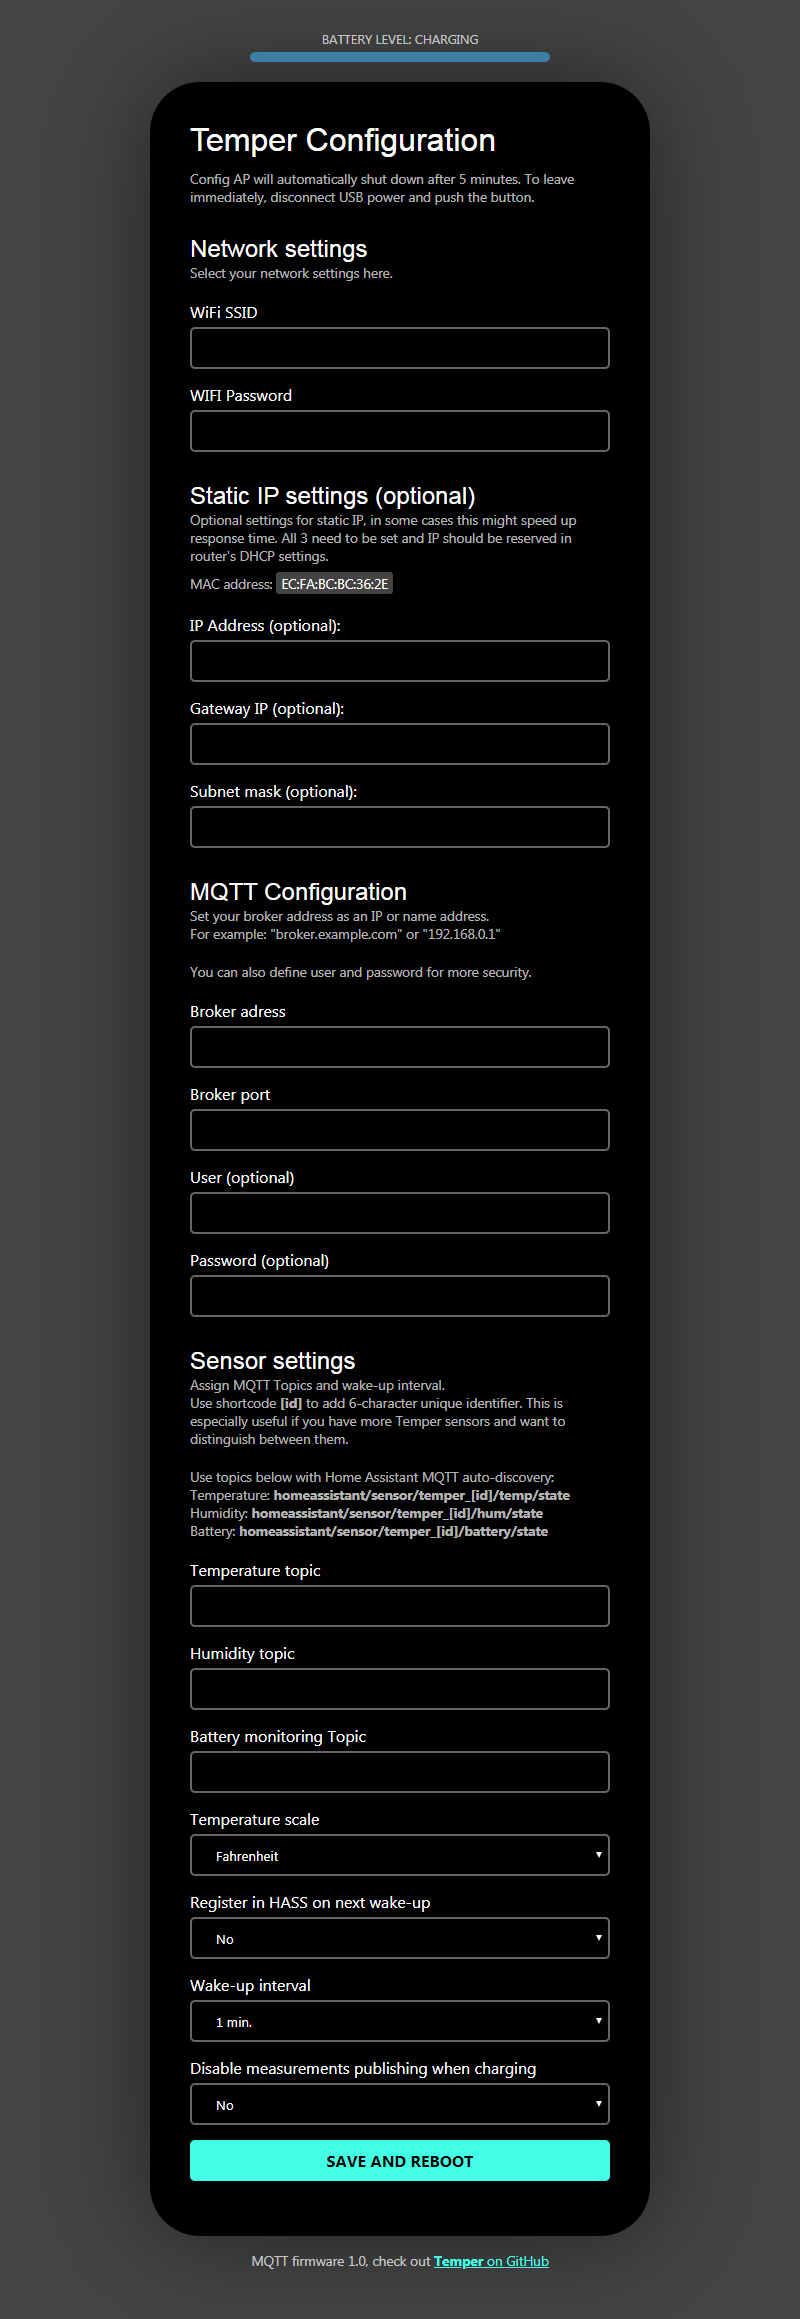 BATTERY LEVEL: CHARGING
Temper Configuration
Config AP will automatically shut down after 5 minutes. To leave
immediately, disconnect USB power and push the button.
Network settings
Select your network settings here.
WiFi SSID
WIFI Password
Static IP settings (optional)
Optional settings for static IP, in some cases this might speed up
response time. All 3 need to be set and IP should be reserved in
router's DHCP settings.
MAC address: EC:FA:BC:BC:36:2E
IP Address (optional):
Gateway IP (optional):
Subnet mask (optional):
MQTT Configuration
Set your broker address as an IP or name address.
For example: "broker.example.com" or "192.168.0.1"
You can also define user and password for more security.
Broker adress
Broker port
User (optional)
Password (optional)
Sensor settings
Assign MQTT Topics and wake-up interval.
Use shortcode [id] to add 6-character unique identifier. This is
especially useful if you have more Temper sensors and want to
distinguish between them.
Use topics below with Home Assistant MQTT auto-discovery:
Temperature: homeassistant/sensor/temper_[id]/temp/state
Humidity: homeassistant/sensor/temper_[id]/hum/state
Battery: homeassistant/sensor/temper_[id]/battery/state
Temperature topic
Humidity topic
Battery monitoring Topic
Temperature scale
Fahrenheit
Register in HASS on next wake-up
No
Wake-up interval
1 min.
Disable measurements publishing when charging
No
SAVE AND REBOOT
MQTT firmware 1.0, check out Temper on GitHub